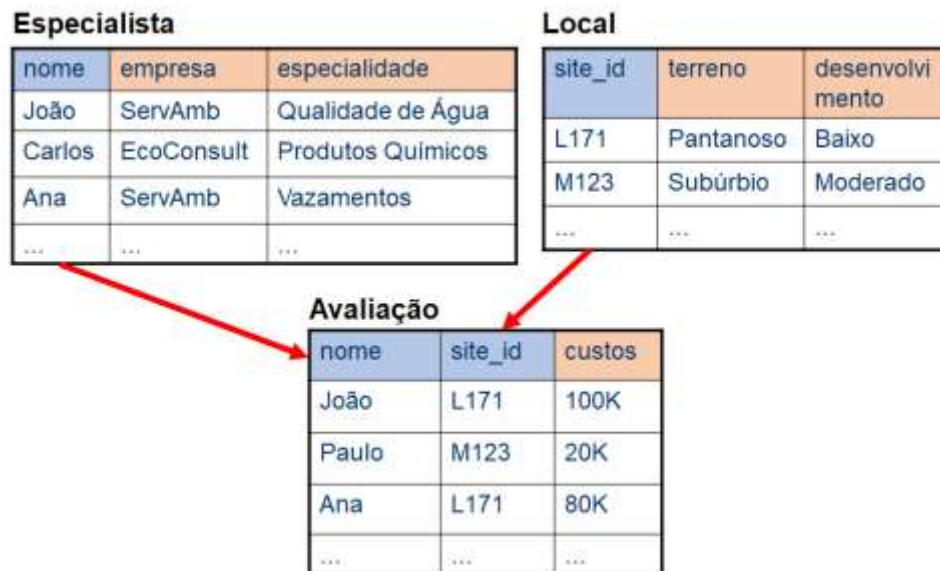 Especialista
nome empresa especialidade
João ServAmb Qualidade de Água
Carlos EcoConsult Produtos Químicos
Ana ServAmb Vazamentos
... ... ...
Local
site_id terreno desenvolvi
mento
L171 Pantanoso Baixo
M123 Subúrbio Moderado
... ... ...
Avaliação
nome site_id custos
João L171 100K
Paulo M123 20K
Ana L171 80K
... ... ...